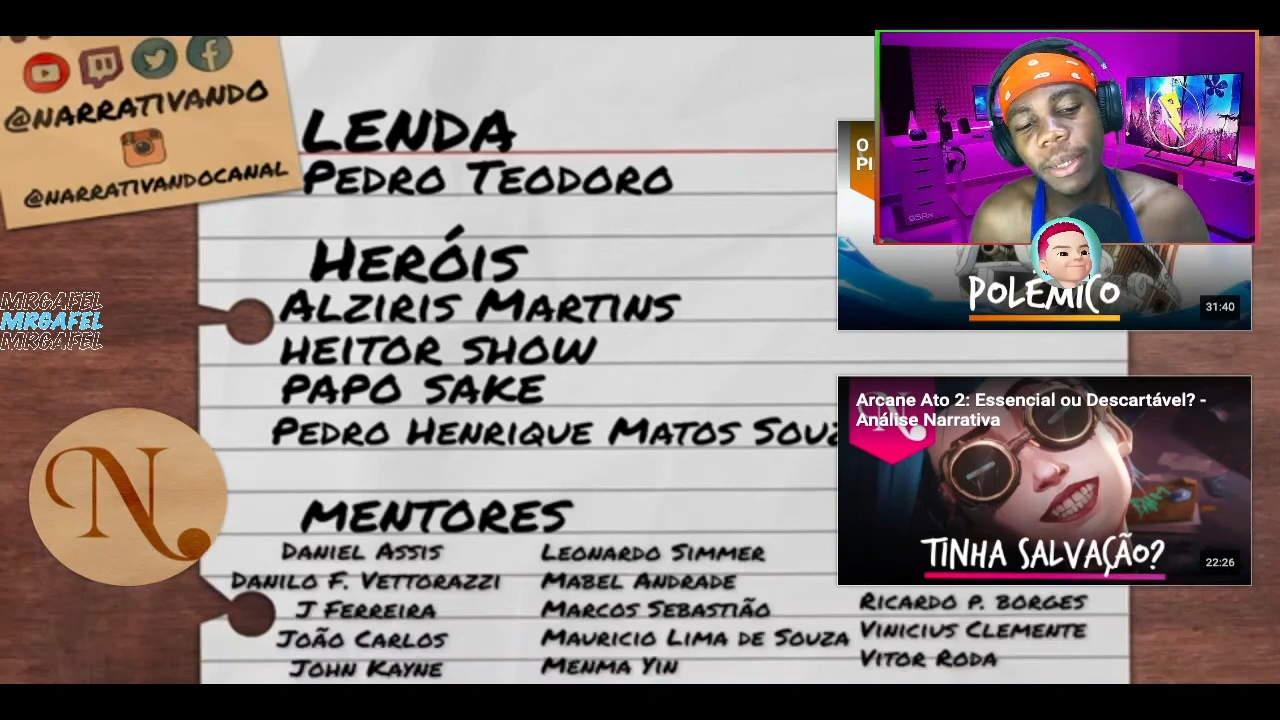 @NARRATIVANDO
@NARRATIVANDOCANAL
LENDA
PEDRO TEODORO
HERÓIS
ALZIRIS MARTINS
HEITOR SHOW
PAPO SAKE
PEDRO HENRIQUE MATOS SOUZ
MENTORES
DANIEL ASSIS
DANILO F. VETTORAZZI
J FERREIRA
JOÃO CARLOS
JOHN KAYNE
LEONARDO SIMMER
MABEL ANDRADE
MARCOS SEBASTIÃO
MAURICIO LIMA DE SOUZA
MENMA YIN
RICARDO P. BORGES
VINICIUS CLEMENTE
VITOR RODA
MRGAFEL
MRGAFEL
MRGAFEL
N
O
PI
POLÊMICO
31:40
Arcane Ato 2: Essencial ou Descartável? -
Análise Narrativa
TINHA SALVAÇÃO?
22:26